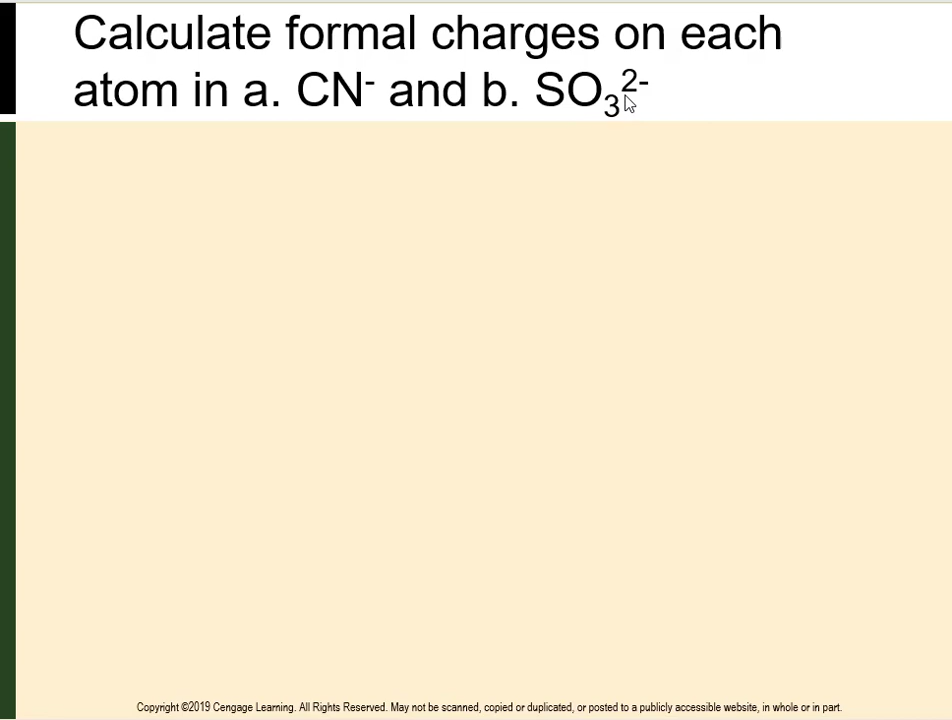 Calculate formal charges on each
atom in a. CN⁻ and b. SO₃²⁻
Copyright ©2019 Cengage Learning. All Rights Reserved. May not be scanned, copied or duplicated, or posted to a publicly accessible website, in whole or in part.